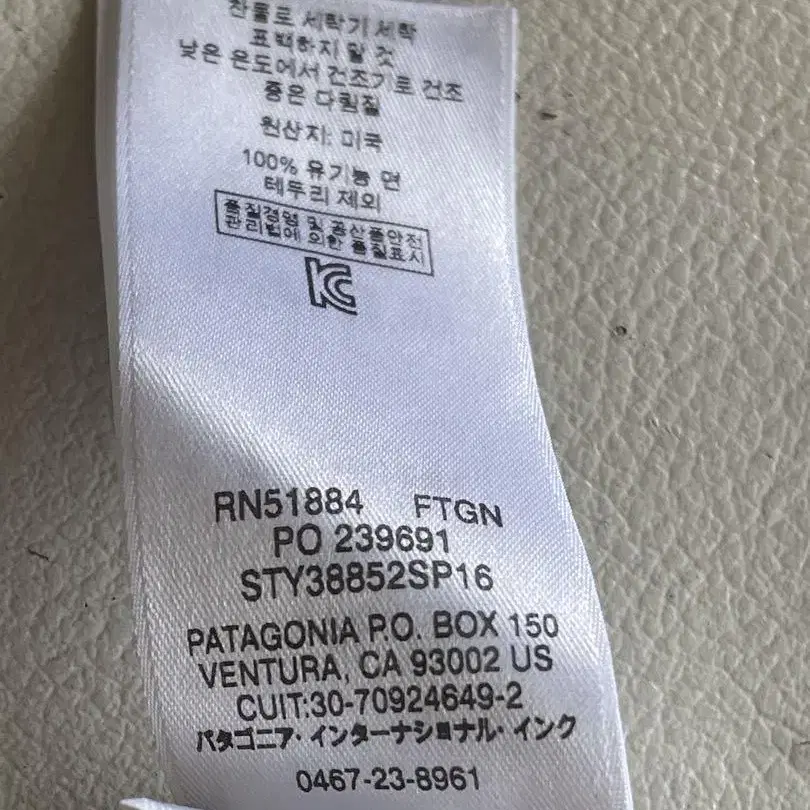 찬물로 세탁기 세탁
표백하지 말 것
낮은 온도에서 건조기로 건조
중온 다림질
원산지: 미국
100% 유기농 면
테두리 제외
품질경영 및 공산품안전
관리법에 의한 품질표시
KC
RN51884 FTGN
PO 239691
STY38852SP16
PATAGONIA P.O. BOX 150
VENTURA, CA 93002 US
CUIT:30-70924649-2
パタゴニア・インターナショナル・インク
0467-23-8961